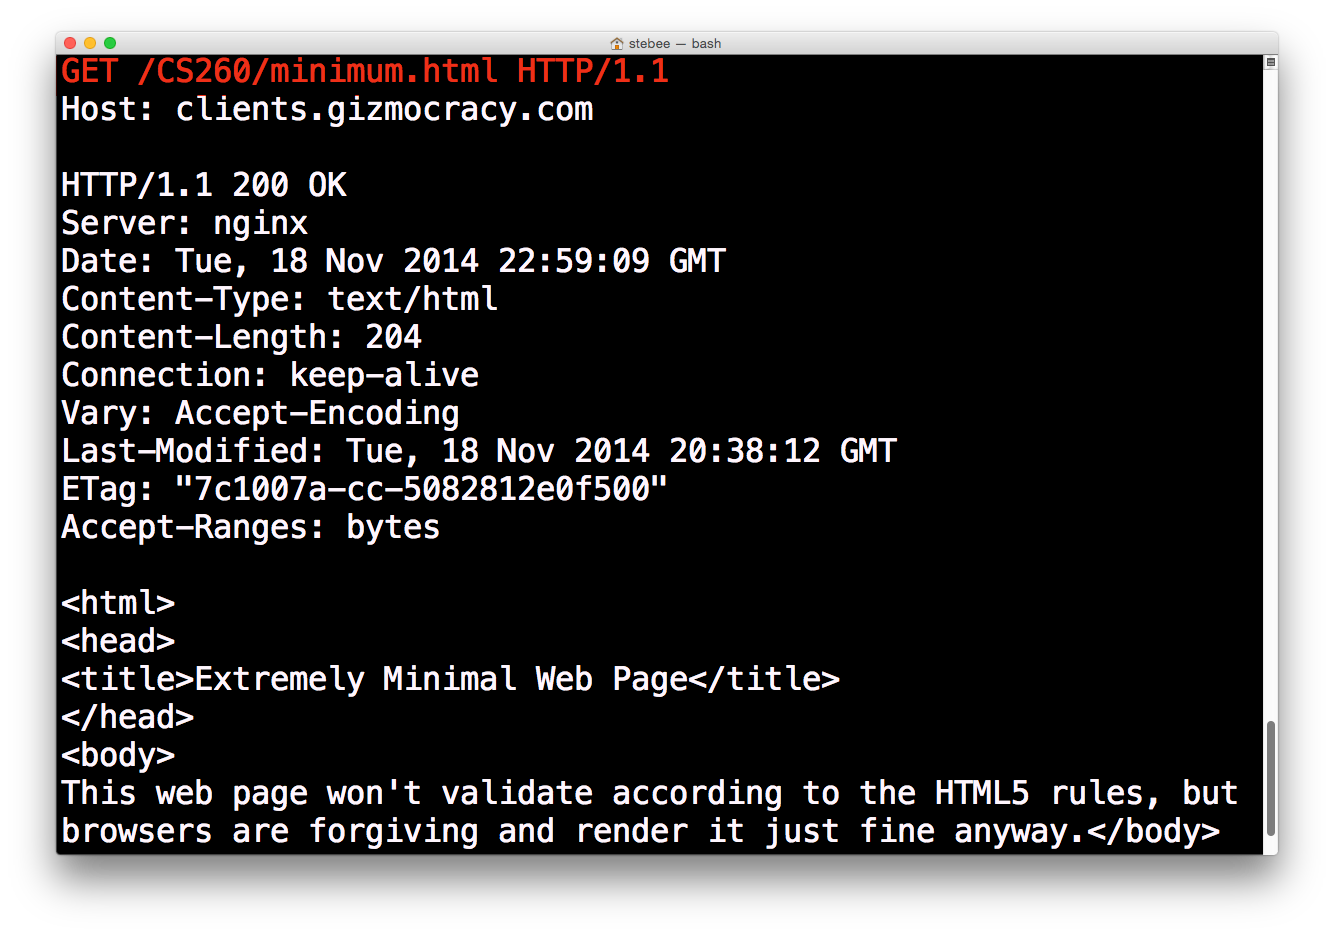 stebee — bash
GET /CS260/minimum.html HTTP/1.1
Host: clients.gizmocracy.com
HTTP/1.1 200 OK
Server: nginx
Date: Tue, 18 Nov 2014 22:59:09 GMT
Content-Type: text/html
Content-Length: 204
Connection: keep-alive
Vary: Accept-Encoding
Last-Modified: Tue, 18 Nov 2014 20:38:12 GMT
ETag: "7c1007a-cc-5082812e0f500"
Accept-Ranges: bytes
<html>
<head>
<title>Extremely Minimal Web Page</title>
</head>
<body>
This web page won't validate according to the HTML5 rules, but
browsers are forgiving and render it just fine anyway.</body>